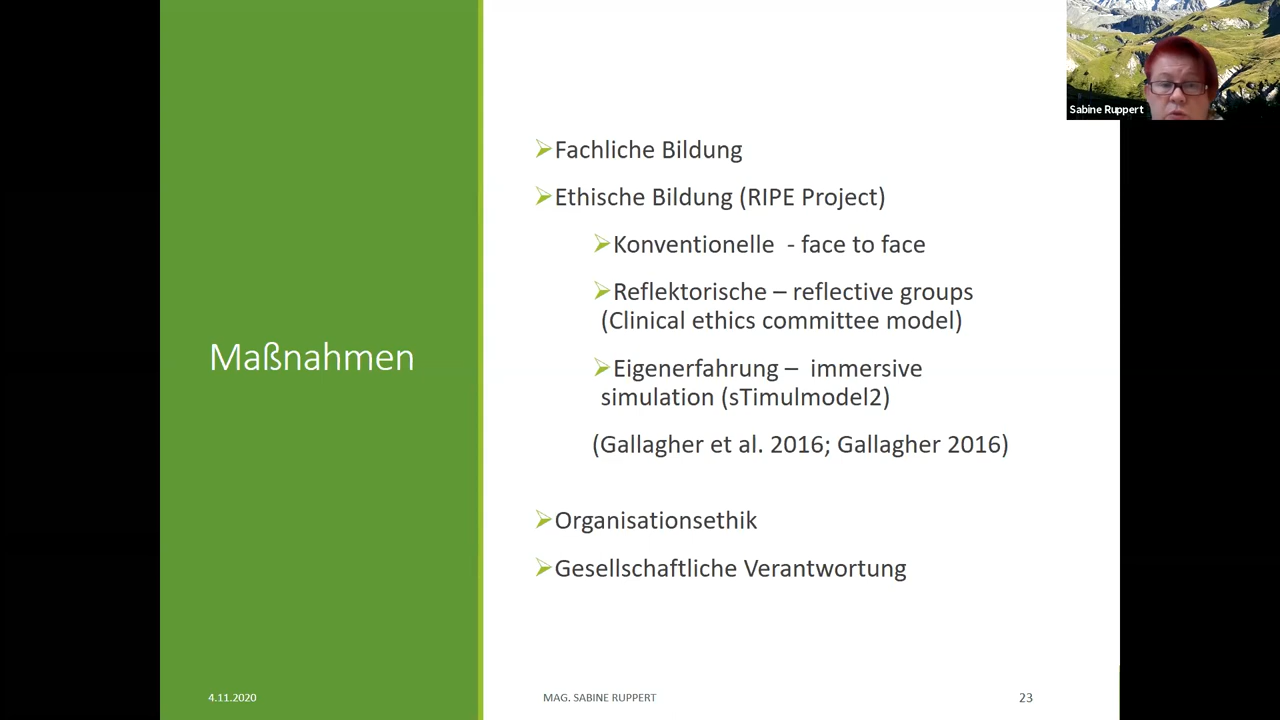 Sabine Ruppert
Maßnahmen
Fachliche Bildung
Ethische Bildung (RIPE Project)
Konventionelle - face to face
Reflektorische – reflective groups
(Clinical ethics committee model)
Eigenerfahrung – immersive
simulation (sTimulmodel2)
(Gallagher et al. 2016; Gallagher 2016)
Organisationsethik
Gesellschaftliche Verantwortung
4.11.2020
MAG. SABINE RUPPERT
23